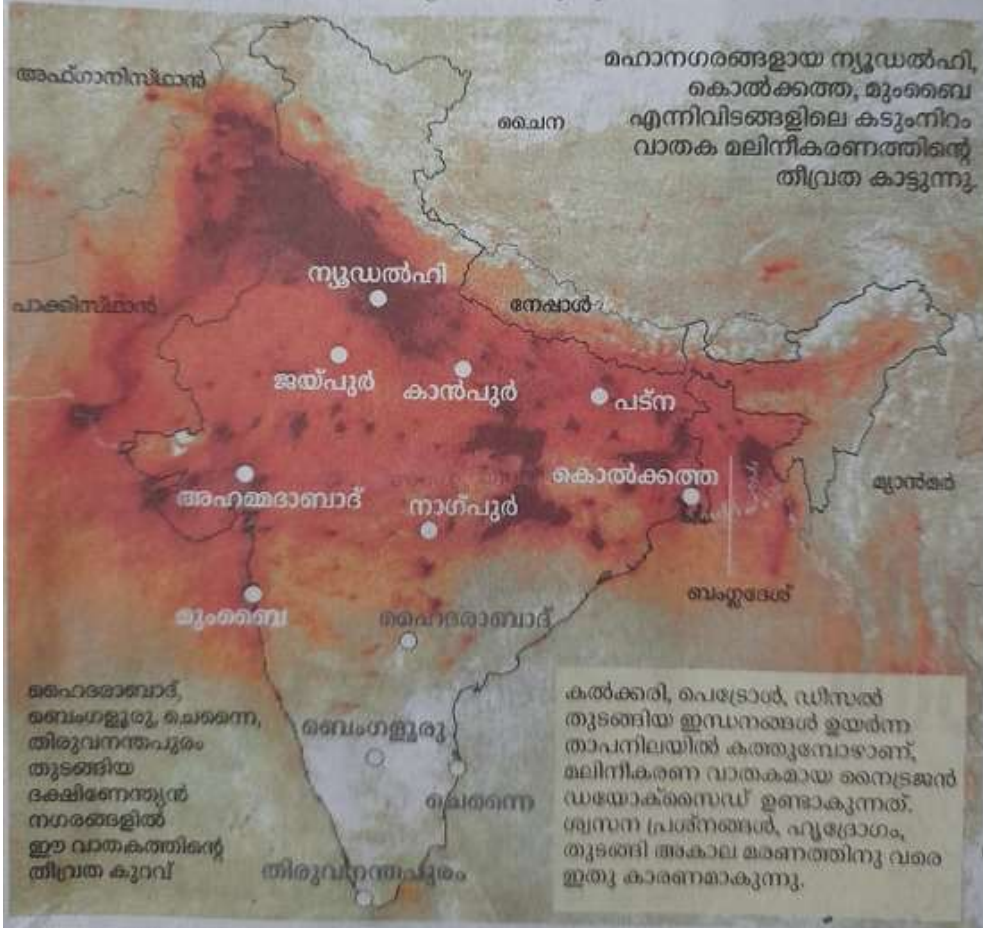 മഹാനഗരങ്ങളായ ന്യൂഡൽഹി,
കൊൽക്കത്ത, മുംബൈ
എന്നിവിടങ്ങളിലെ കടുംനിറം
വാതക മലിനീകരണത്തിന്റെ
തീവ്രത കാട്ടുന്നു.
അഫ്ഗാനിസ്ഥാൻ
ചൈന
ന്യൂഡൽഹി
പാക്കിസ്ഥാൻ
നേപ്പാൾ
ജയ്പുർ
കാൻപുർ
പട്ന
കൊൽക്കത്ത
അഹമ്മദാബാദ്
നാഗ്പുർ
മ്യാൻമർ
ബംഗ്ലദേശ്
മുംബൈ
ഹൈദരാബാദ്
ഹൈദരാബാദ്,
ബെംഗളൂരു, ചെന്നൈ,
തിരുവനന്തപുരം
തുടങ്ങിയ
ദക്ഷിണേന്ത്യൻ
നഗരങ്ങളിൽ
ഈ വാതകത്തിന്റെ
തീവ്രത കുറവ്
ബെംഗളൂരു
ചെന്നൈ
തിരുവനന്തപുരം
കൽക്കരി, പെട്രോൾ, ഡീസൽ
തുടങ്ങിയ ഇന്ധനങ്ങൾ ഉയർന്ന
താപനിലയിൽ കത്തുമ്പോഴാണ്,
മലിനീകരണ വാതകമായ നൈട്രജൻ
ഡയോക്സൈഡ് ഉണ്ടാകുന്നത്.
ശ്വസന പ്രശ്നങ്ങൾ, ഹൃദ്രോഗം,
തുടങ്ങി അകാല മരണത്തിനു വരെ
ഇതു കാരണമാകുന്നു.